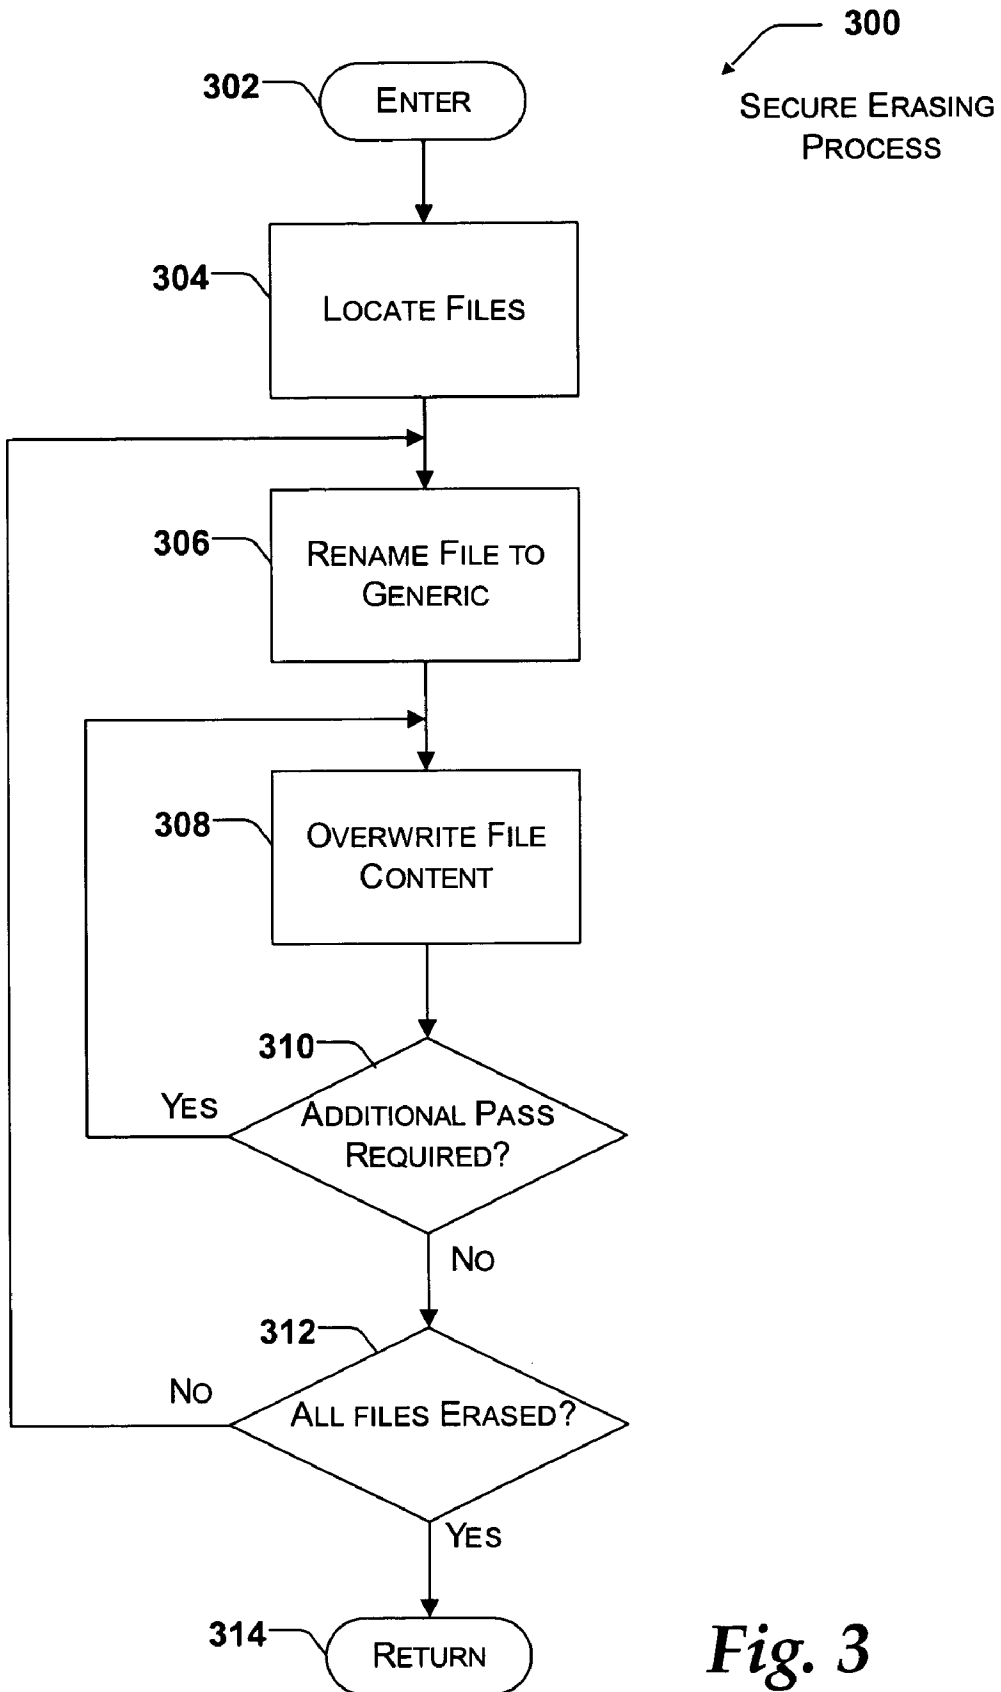 300
SECURE ERASING
PROCESS
302
ENTER
304
LOCATE FILES
306
RENAME FILE TO
GENERIC
308
OVERWRITE FILE
CONTENT
310
YES
ADDITIONAL PASS
REQUIRED?
NO
312
NO
ALL FILES ERASED?
YES
314
RETURN
Fig. 3